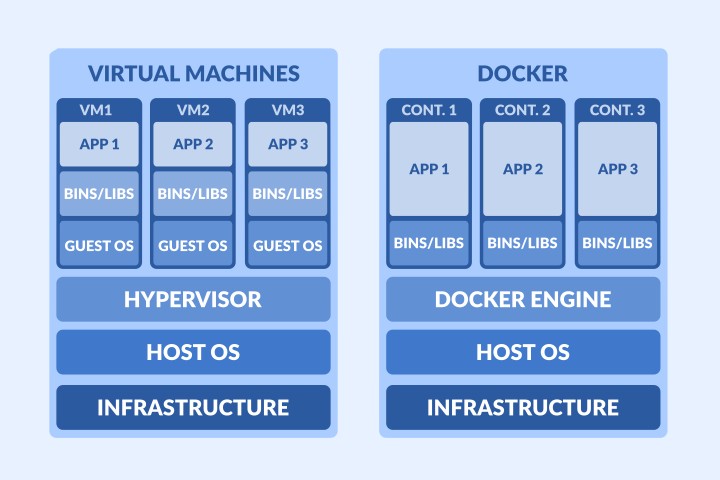 VIRTUAL MACHINES
VM1 VM2 VM3
APP 1 APP 2 APP 3
BINS/LIBS BINS/LIBS BINS/LIBS
GUEST OS GUEST OS GUEST OS
HYPERVISOR
HOST OS
INFRASTRUCTURE
DOCKER
CONT. 1 CONT. 2 CONT. 3
APP 1 APP 2 APP 3
BINS/LIBS BINS/LIBS BINS/LIBS
DOCKER ENGINE
HOST OS
INFRASTRUCTURE